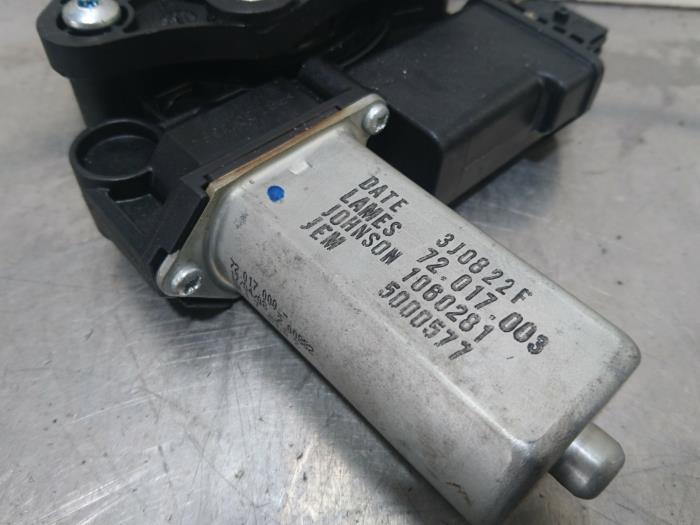 DATE 3J0822F
LAMES 72.017.003
JOHNSON 1060281
JEM 5000577